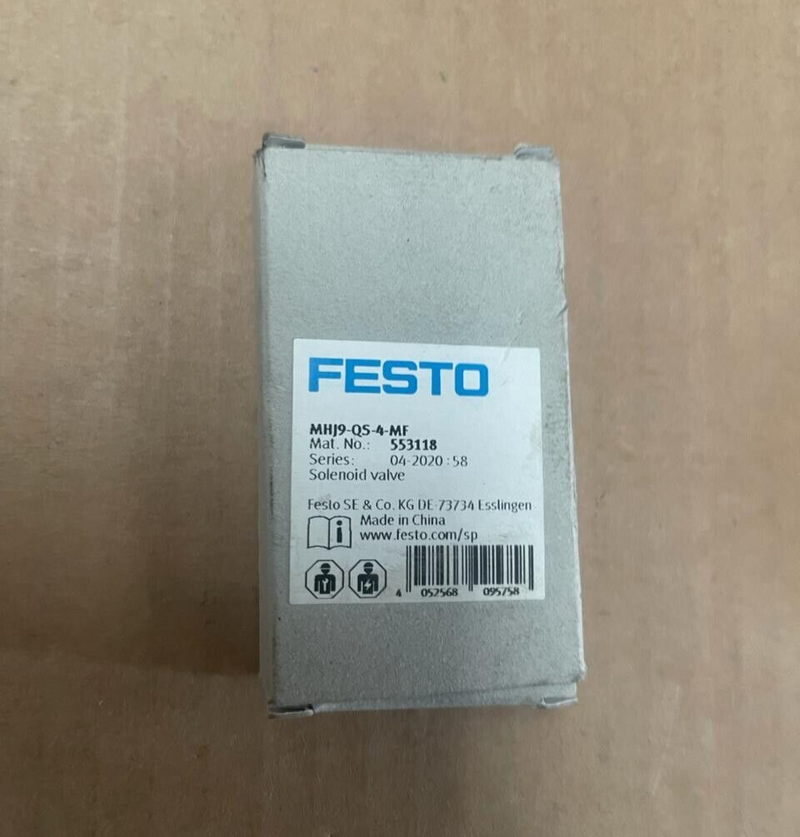 FESTO
MHJ9-QS-4-MF
Mat. No.: 553118
Series: 04-2020 : 58
Solenoid valve
Festo SE & Co. KG DE-73734 Esslingen
Made in China
www.festo.com/sp
4 052568 095758